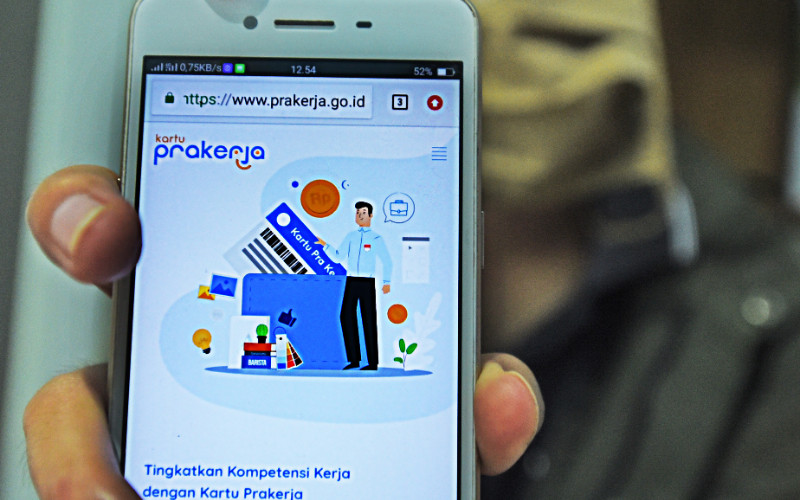 0,75KB/s
12.54
52%
https://www.prakerja.go.id
3
kartu
prakerja
RP
Kartu Pra Ke
BARISTA
Tingkatkan Kompetensi Kerja
dengan Kartu Prakerja